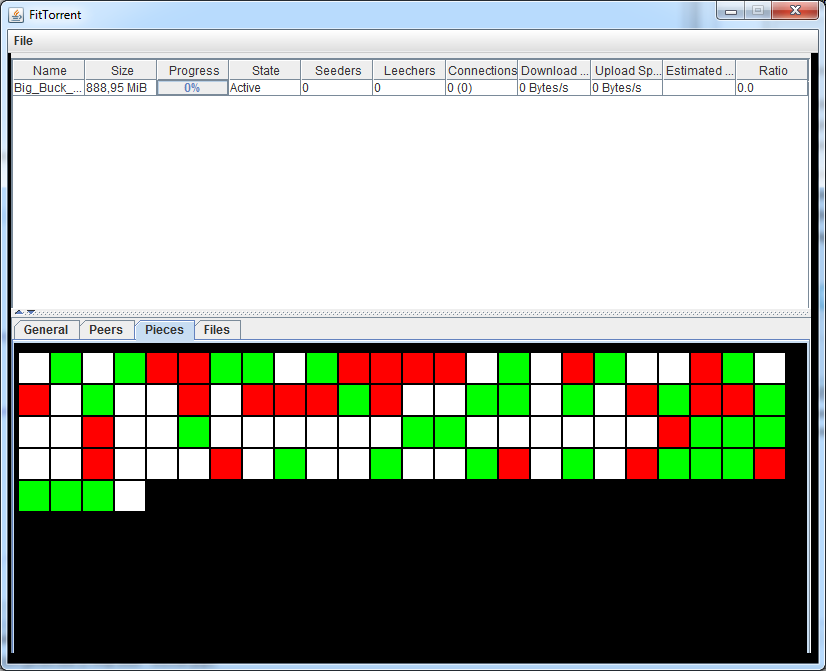 FitTorrent
File
Name Size Progress State Seeders Leechers Connections Download ... Upload Sp... Estimated ... Ratio
Big_Buck_... 888,95 MiB 0% Active 0 0 0 (0) 0 Bytes/s 0 Bytes/s 0.0
General Peers Pieces Files